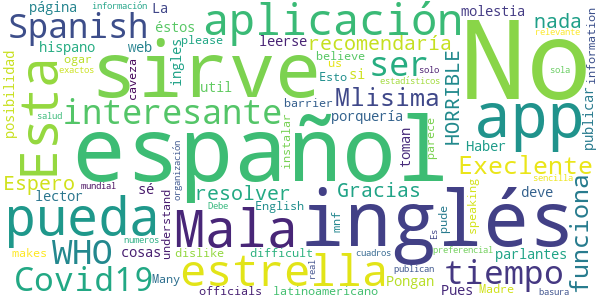 información
página
La
Spanish
éstos
aplicación
molestia
nada
relevante
hispano
web
please
leerse
recomendaría
No
ogar
ingles
believe
us
si
exactos
posibilidad
Esta
sirve
ser
HORRIBLE
publicar
information
caveza
util
Esto
solo
sola
estadísticos
barrier
Mlisima
interesante
porquería
app
salud
español
instalar
toman
parece
Haber
Execlente
Espero
mundial
organización
sé
resolver
Gracias
deve
sencilla
lector
English
mnf
pude
Es
speaking
funciona
pueda
Mala
inglés
WHO
cosas
understand
dislike
difficult
parlantes
numeros
Debe
makes
Many
real
cuadros
preferencial
tiempo
Covid19
estrella
publican
Pongan
Pues
Madre
officials
latinoamericano
basura